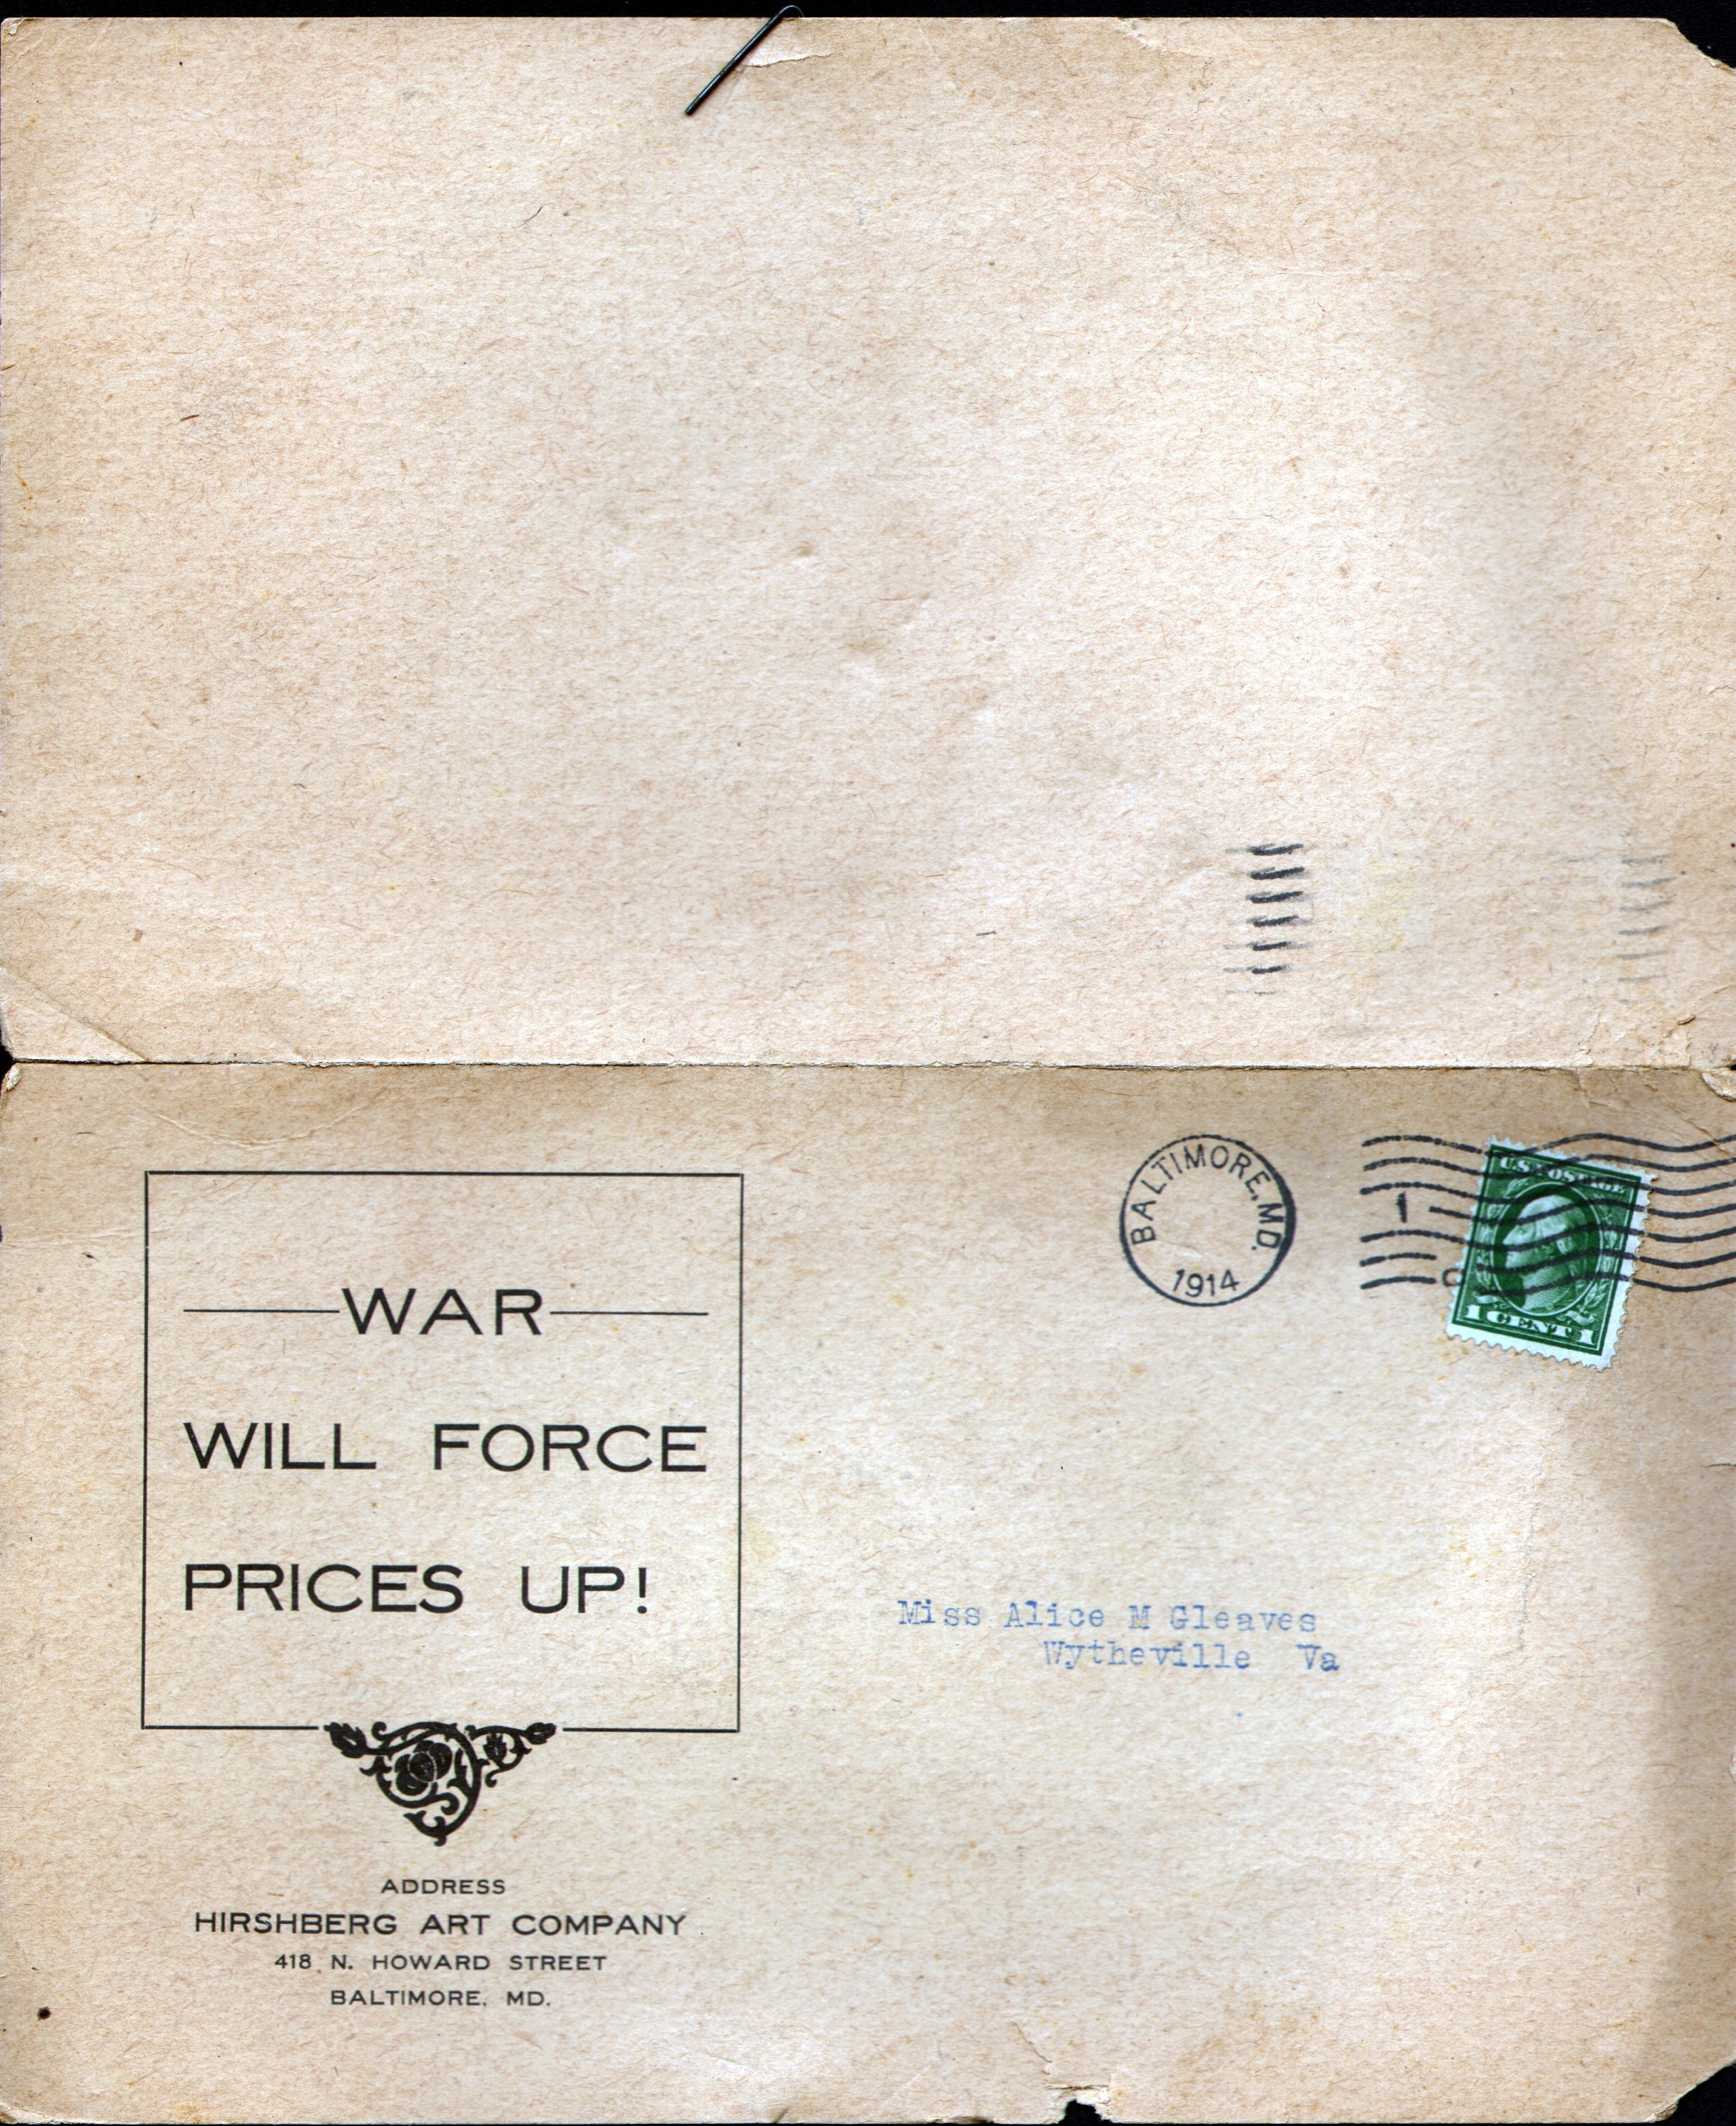 BALTIMORE, MD.
1914
1
U.S. POSTAGE
1 CENT 1
WAR
WILL FORCE
PRICES UP!
Miss Alice M Gleaves
Wytheville Va
ADDRESS
HIRSHBERG ART COMPANY
418 N. HOWARD STREET
BALTIMORE. MD.